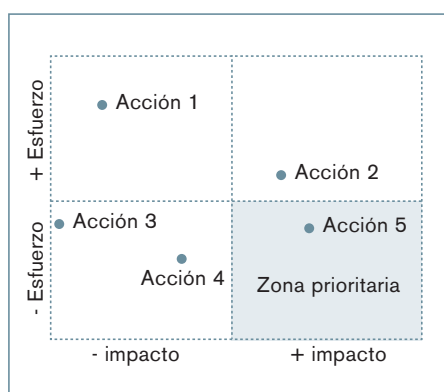 + Esfuerzo
Acción 1
Acción 2
- Esfuerzo
Acción 3
Acción 5
Acción 4
Zona prioritaria
- impacto
+ impacto